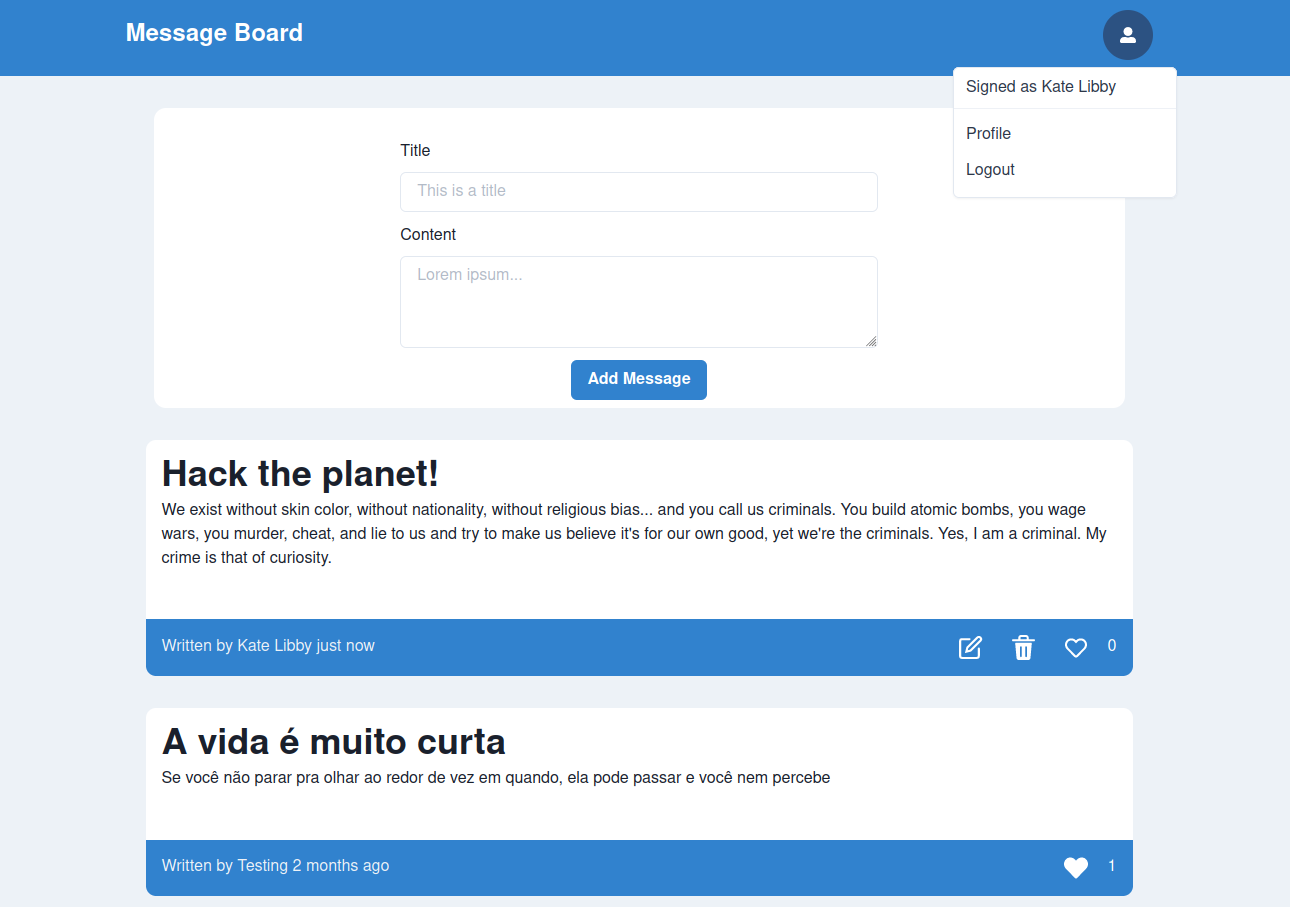 Message Board
Signed as Kate Libby
Profile
Logout
Title
This is a title
Content
Lorem ipsum...
Add Message
Hack the planet!
We exist without skin color, without nationality, without religious bias... and you call us criminals. You build atomic bombs, you wage
wars, you murder, cheat, and lie to us and try to make us believe it's for our own good, yet we're the criminals. Yes, I am a criminal. My
crime is that of curiosity.
Written by Kate Libby just now
0
A vida é muito curta
Se você não parar pra olhar ao redor de vez em quando, ela pode passar e você nem percebe
Written by Testing 2 months ago
1